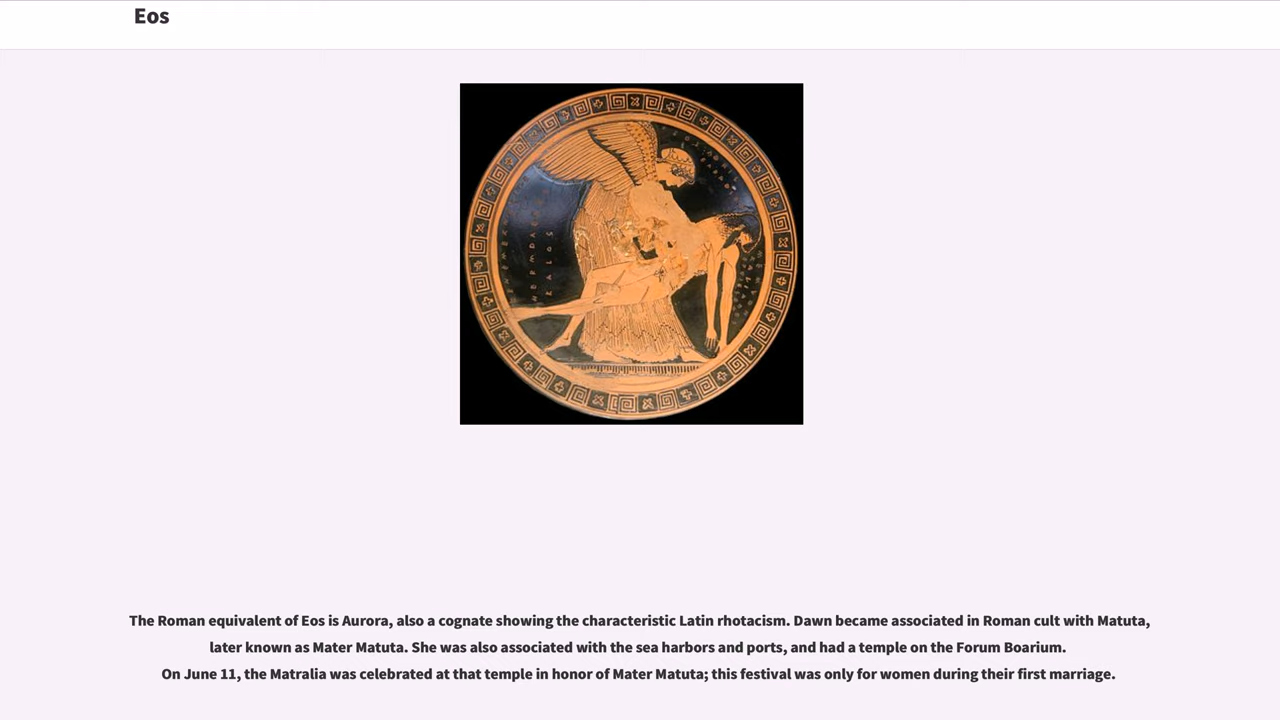 Eos
ΚΑLΟS
The Roman equivalent of Eos is Aurora, also a cognate showing the characteristic Latin rhotacism. Dawn became associated in Roman cult with Matuta,
later known as Mater Matuta. She was also associated with the sea harbors and ports, and had a temple on the Forum Boarium.
On June 11, the Matralia was celebrated at that temple in honor of Mater Matuta; this festival was only for women during their first marriage.